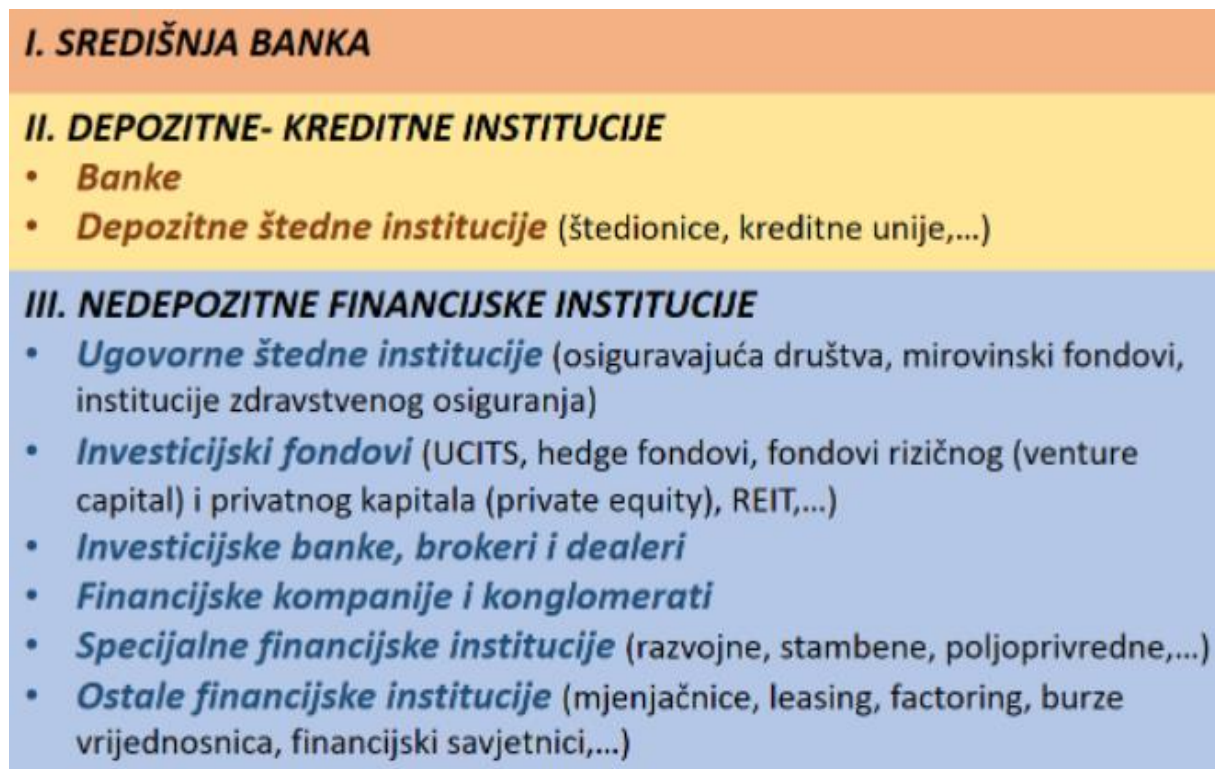 I. SREDIŠNJA BANKA
II. DEPOZITNE- KREDITNE INSTITUCIJE
• Banke
• Depozitne štedne institucije (štedionice, kreditne unije,...)
III. NEDEPOZITNE FINANCIJSKE INSTITUCIJE
• Ugovorne štedne institucije (osiguravajuća društva, mirovinski fondovi,
institucije zdravstvenog osiguranja)
• Investicijski fondovi (UCITS, hedge fondovi, fondovi rizičnog (venture
capital) i privatnog kapitala (private equity), REIT,...)
• Investicijske banke, brokeri i dealeri
• Financijske kompanije i konglomerati
• Specijalne financijske institucije (razvojne, stambene, poljoprivredne,...)
• Ostale financijske institucije (mjenjačnice, leasing, factoring, burze
vrijednosnica, financijski savjetnici,...)